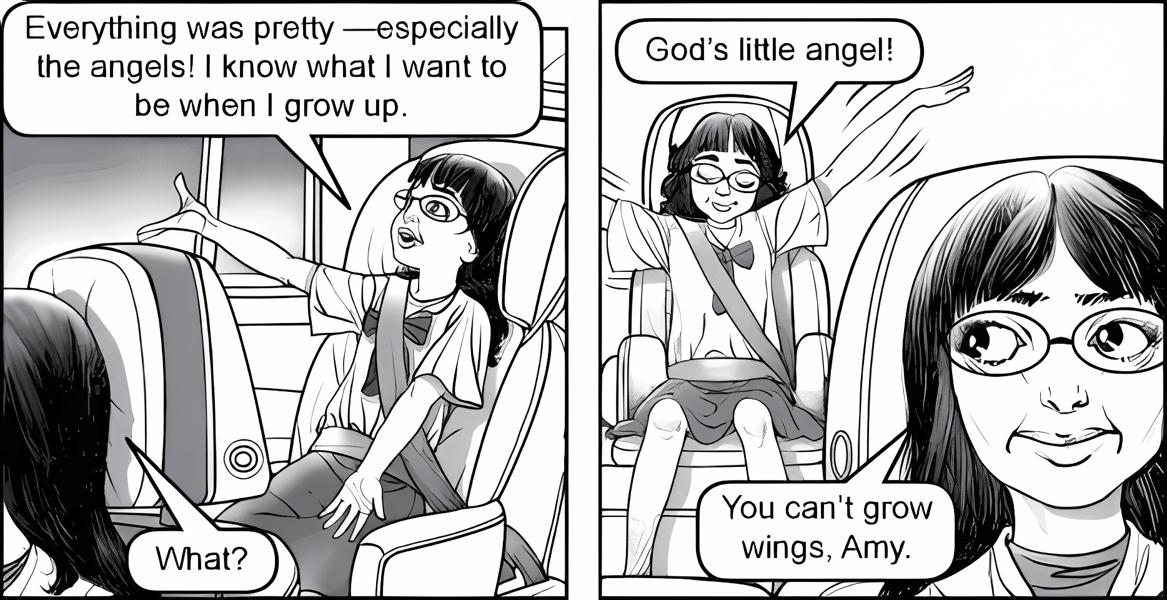 Everything was pretty —especially
the angels! I know what I want to
be when I grow up.
What?
God's little angel!
You can't grow
wings, Amy.